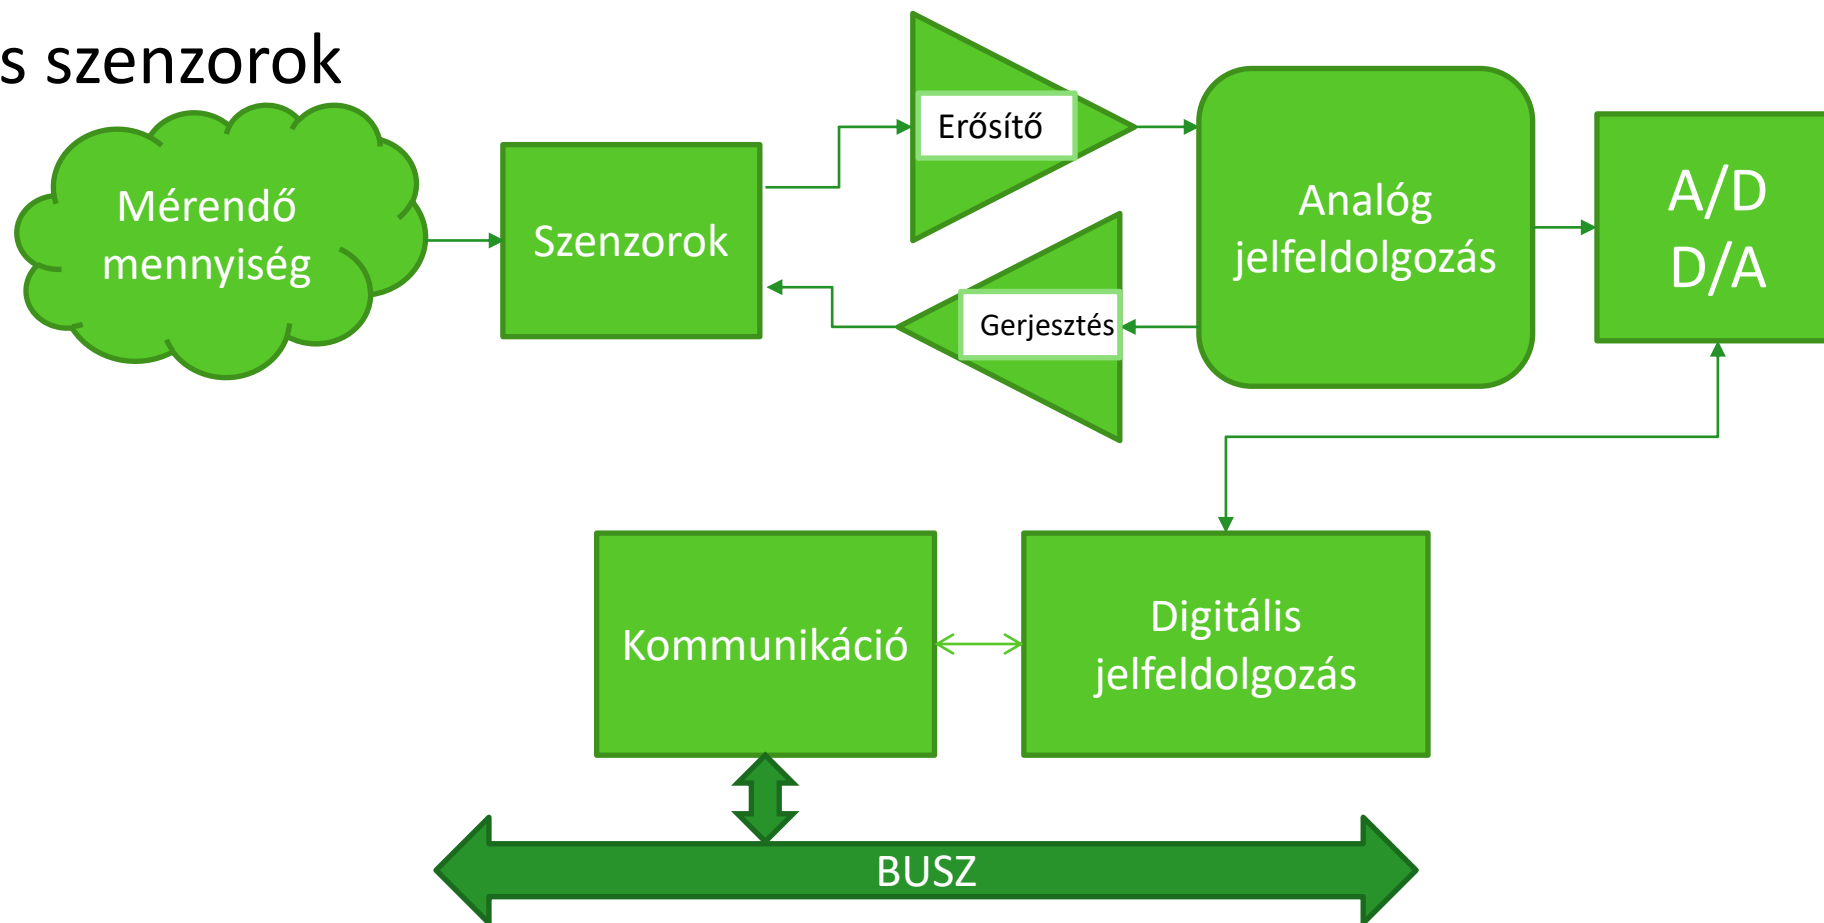 s szenzorok
Mérendő
mennyiség
Szenzorok
Erősítő
Gerjesztés
Analóg
jelfeldolgozás
A/D
D/A
Kommunikáció
Digitális
jelfeldolgozás
BUSZ